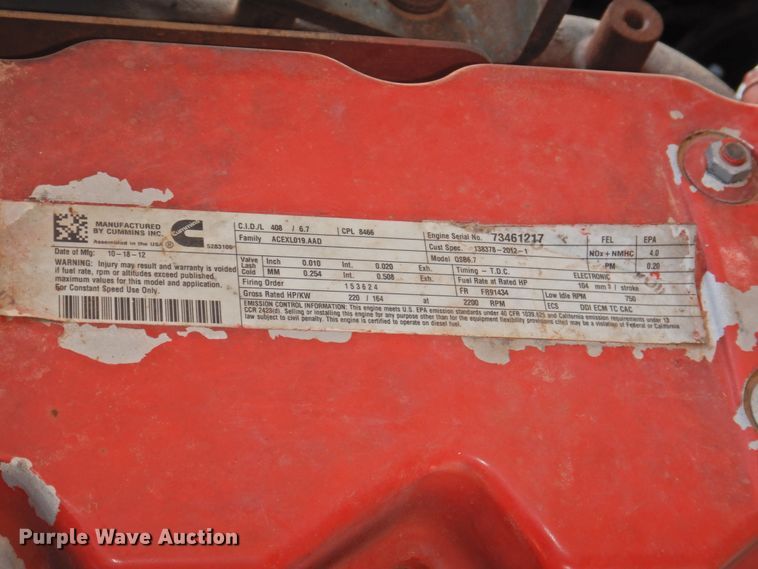 MANUFACTURED
BY CUMMINS INC.
Assembled in the USA
5283100
Date of Mfg: 10-18-12
WARNING: Injury may result and warranty is voided
if fuel rate, rpm or altitudes exceed published
maximum values for this model and application.
For Constant Speed Use Only.
C.I.D./L 408 / 6.7 CPL 8466
Family ACEXL019.AAD
Valve Lash Inch 0.010 Int. 0.020 Exh.
Cold MM 0.254 Int. 0.508 Exh.
Firing Order 1 5 3 6 2 4
Gross Rated HP/KW 220 / 164 at 2200 RPM
Engine Serial No. 73461217
Cust Spec. 138378-2012-1
Model QSB6.7
Timing - T.D.C. ELECTRONIC
Fuel Rate at Rated HP 104 mm3 / stroke
FR FR91434 Low Idle RPM 750
ECS DDI ECM TC CAC
FEL EPA
NOx + NMHC 4.0
PM 0.20
EMISSION CONTROL INFORMATION: This engine meets U.S. EPA emission standards under 40 CFR 1039.625 and California emission requirements under 13
CCR 2423(d). Selling or installing this engine for any purpose other than for the equipment flexibility provisions cited may be a violation of Federal or California
law subject to civil penalty. This engine is certified to operate on diesel fuel.
Purple Wave Auction